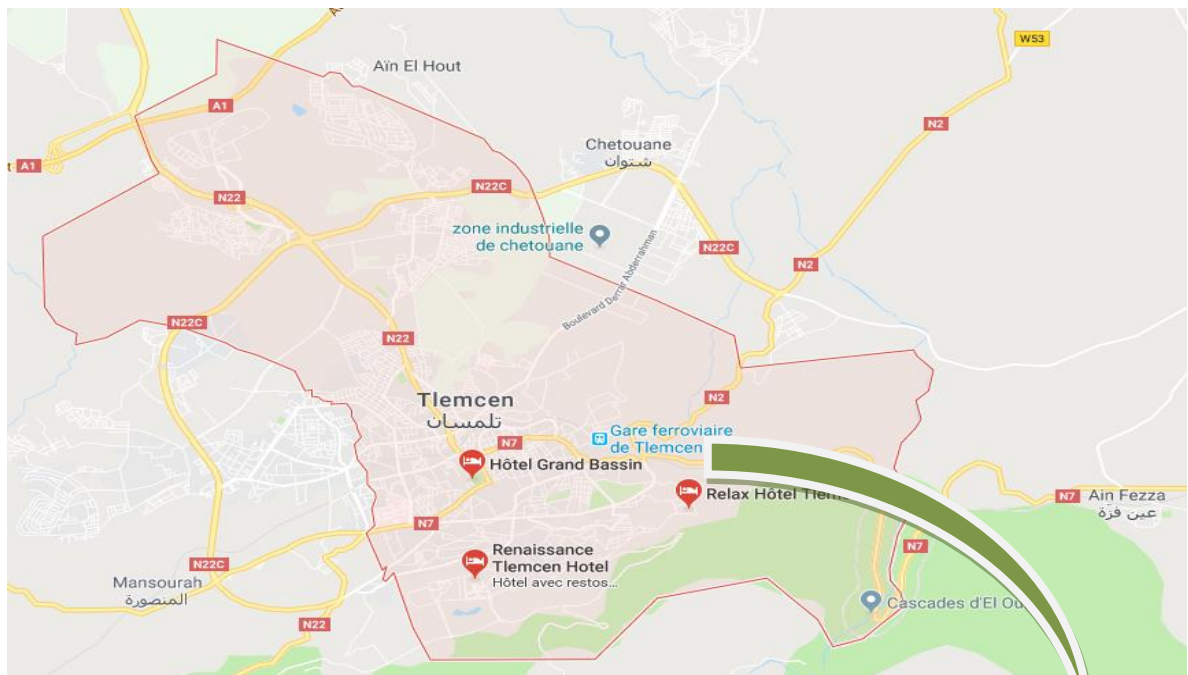 W53
Aïn El Hout
A1
N2
Chetouane
شتوان
A1
N22
N22C
zone industrielle
de chetouane
N22C
N2
Boulevard Derrar Abderrahman
N22C
N22
Tlemcen
تلمسان
N2
Gare ferroviaire
de Tlemcen
N7
Hôtel Grand Bassin
Relax Hôtel
N7
Ain Fezza
عين فزة
N7
N7
Renaissance
Tlemcen Hotel
Hôtel avec restos...
N22C
Mansourah
المنصورة
Cascades d'El
N22